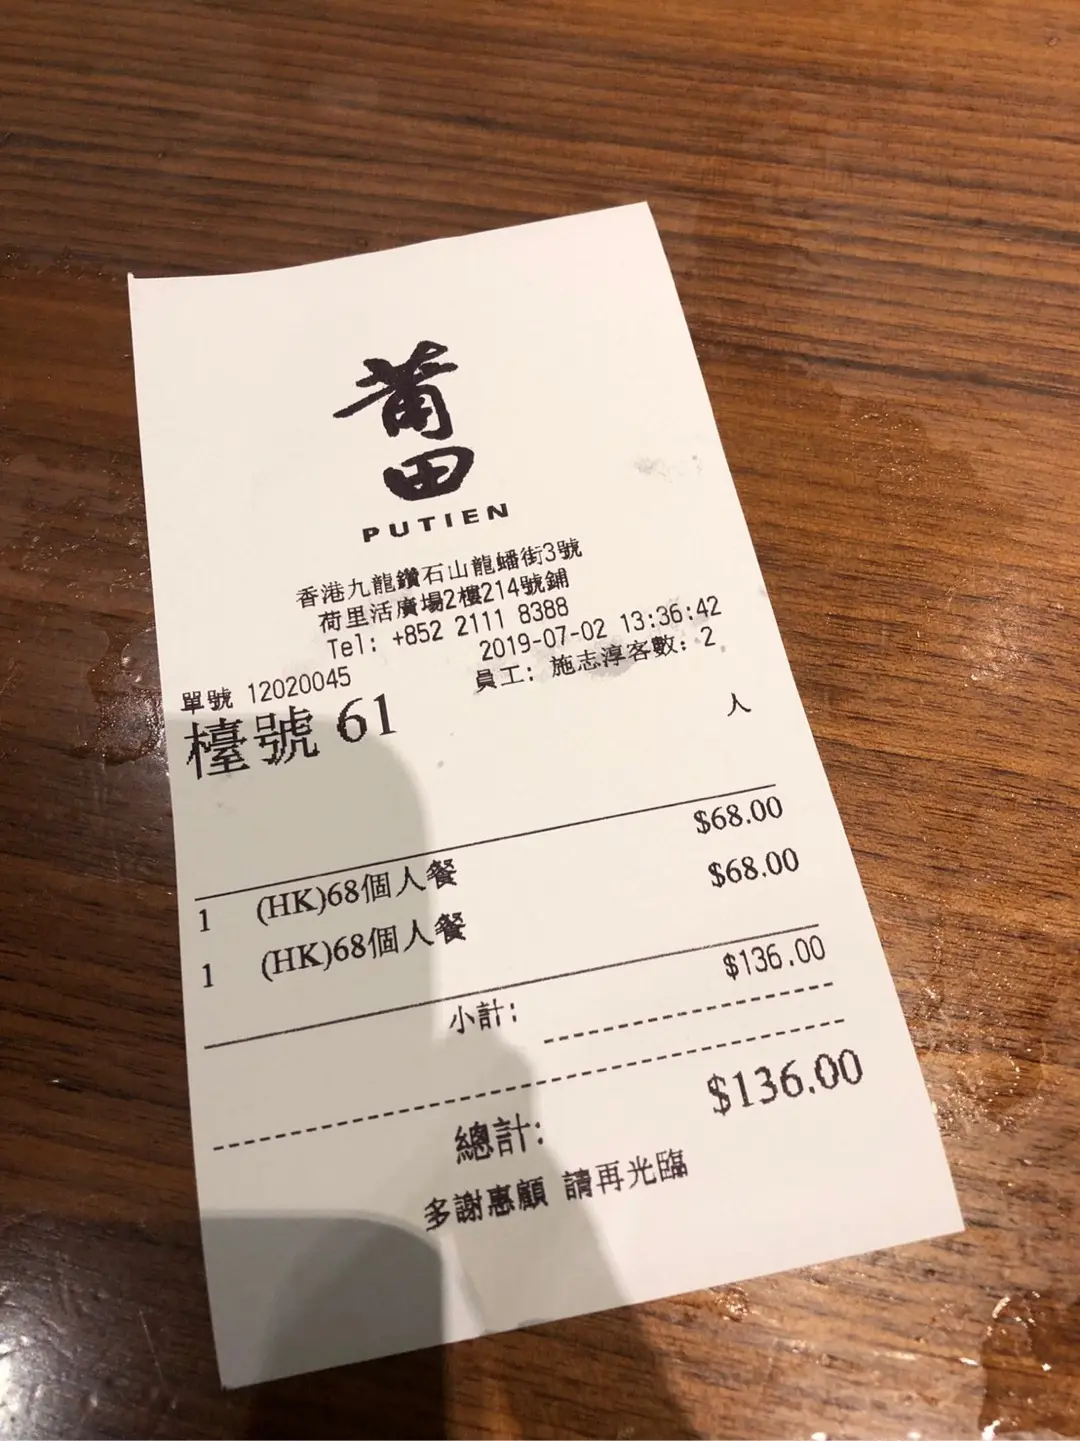 莆
田
PUTIEN
香港九龍鑽石山龍蟠街3號
荷里活廣場2樓214號鋪
Tel: +852 2111 8388
單號 12020045 2019-07-02 13:36:42
檯號 61 員工: 施志淳客數: 2
人
1 (HK)68個人餐 $68.00
1 (HK)68個人餐 $68.00
小計: $136.00
總計: $136.00
多謝惠顧 請再光臨